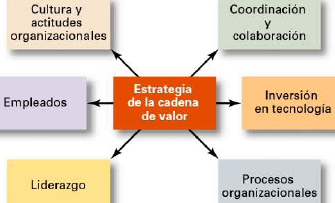 Cultura y
actitudes
organizacionales
Coordinación
y
colaboración
Empleados
Estrategia
de la cadena
de valor
Inversión
en tecnología
Liderazgo
Procesos
organizacionales